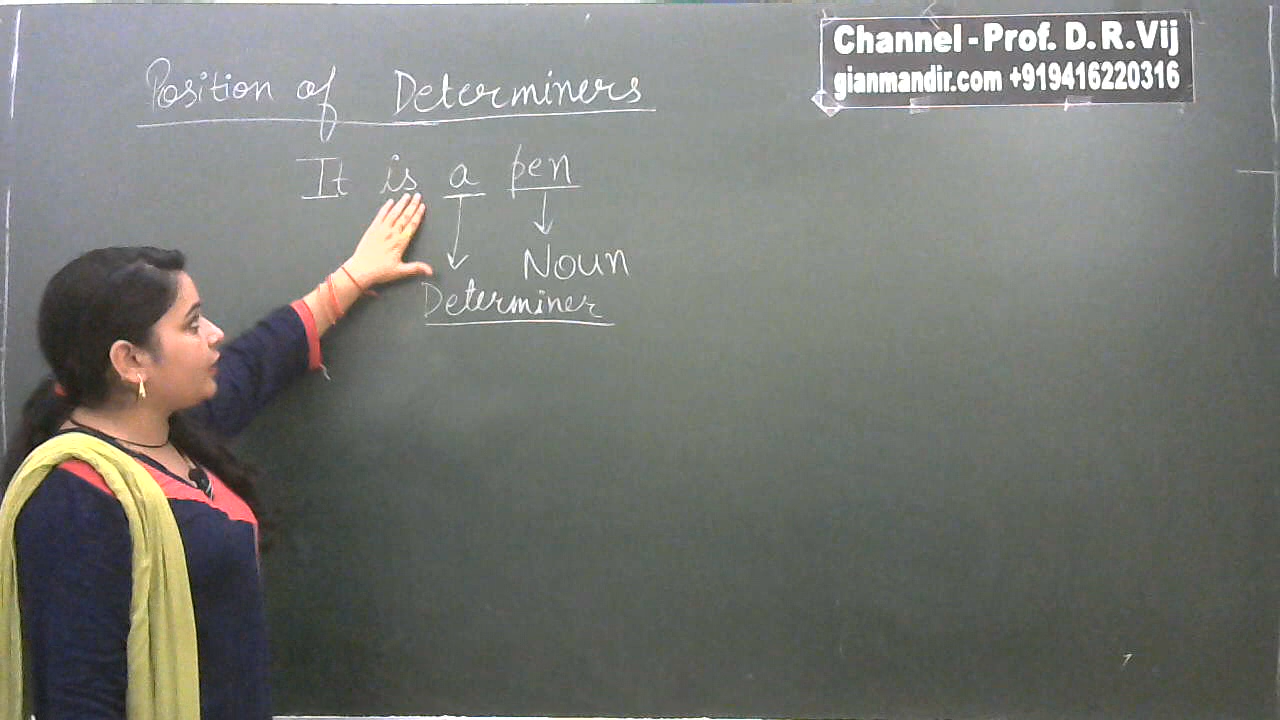 Channel - Prof. D. R. Vij
gianmandir.com +919416220316
Position of Determiners
It is a pen
Noun
Determiner